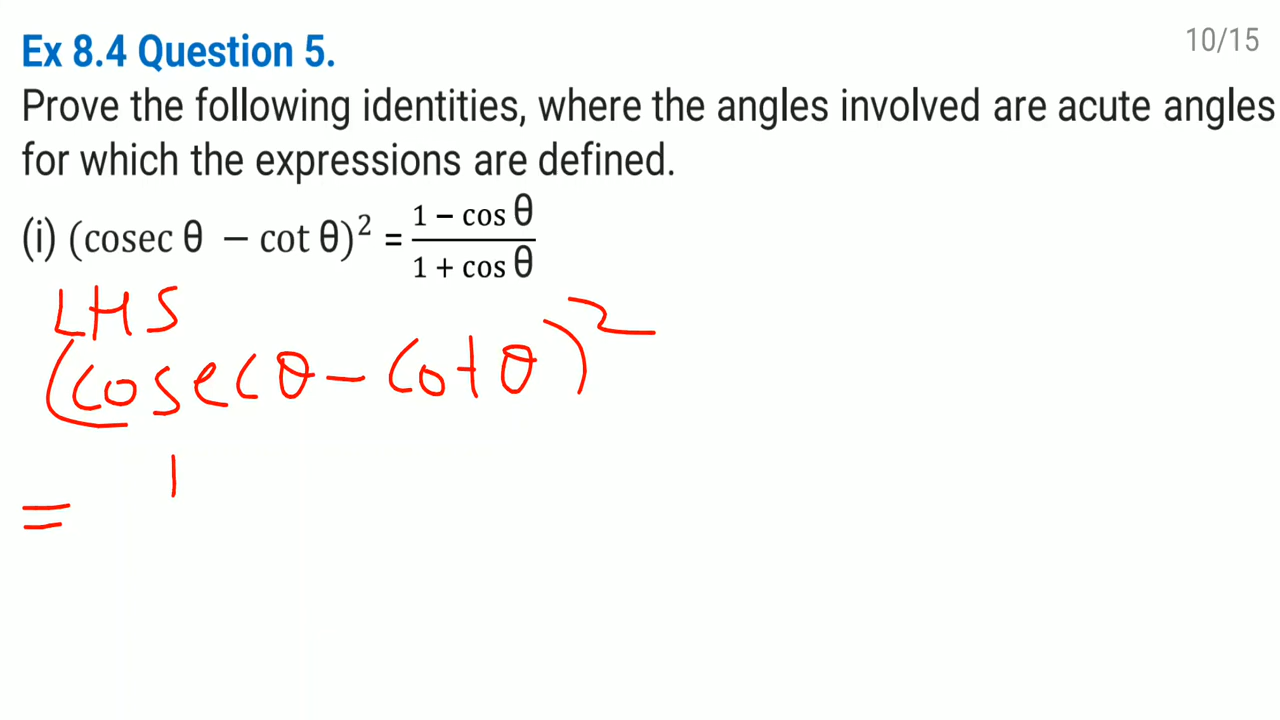 10/15
Ex 8.4 Question 5.
Prove the following identities, where the angles involved are acute angles
for which the expressions are defined.
(i) (cosec θ − cot θ)² = (1 − cos θ)/(1 + cos θ)
LHS
(cosecθ − cotθ)²
= 1